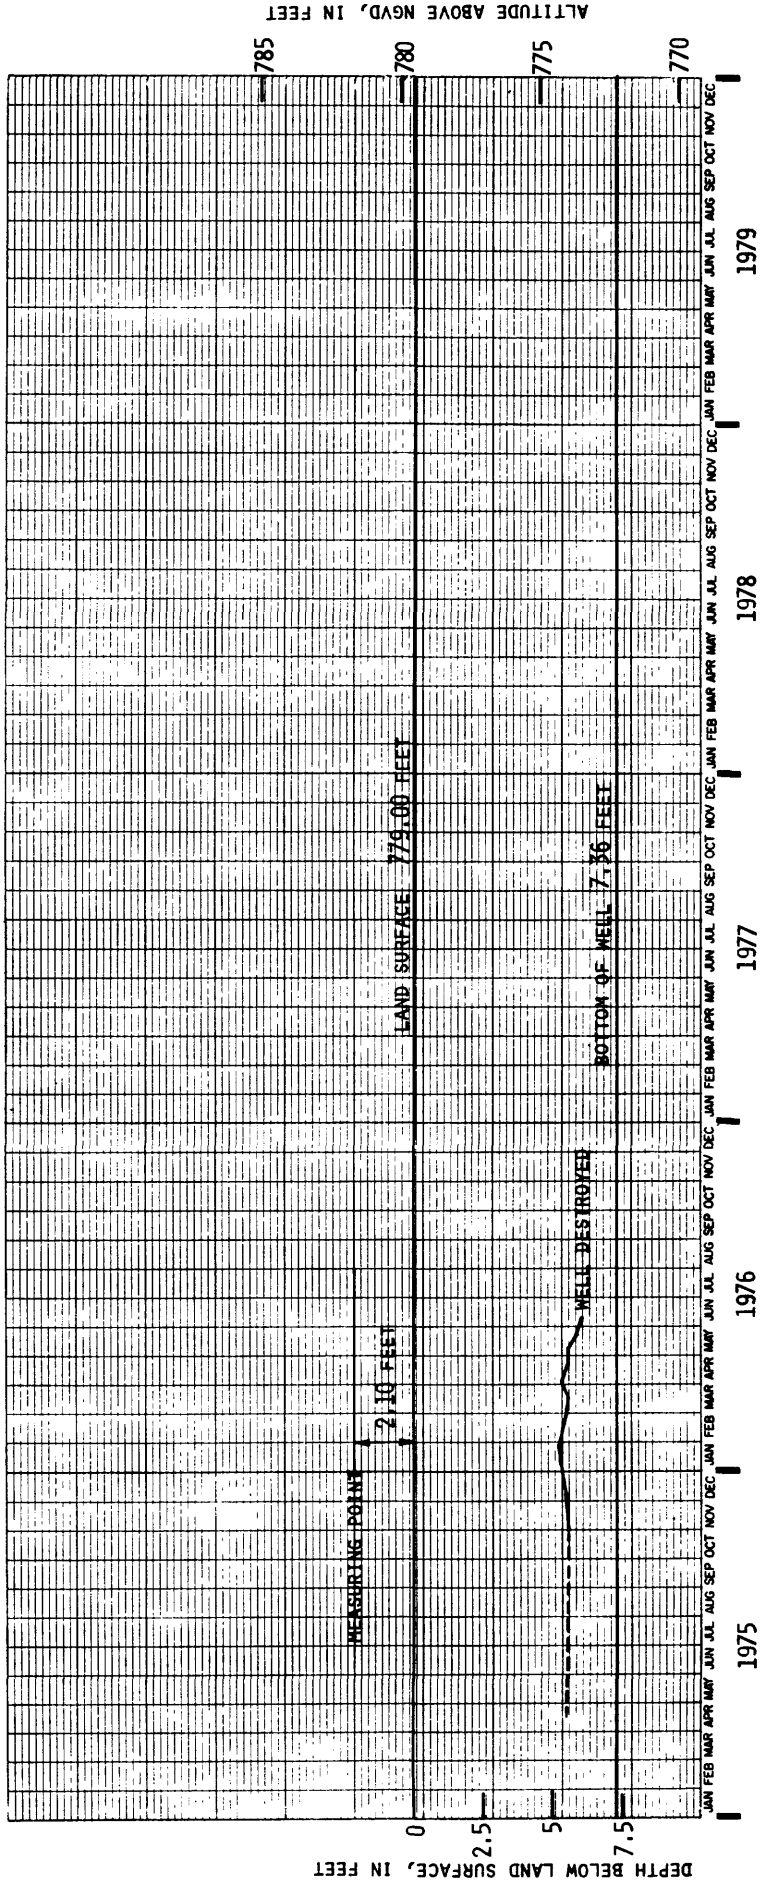 ALTITUDE ABOVE NGVD, IN FEET
785
780
775
770
MEASURING POINT
2.10 FEET
LAND SURFACE 779.00 FEET
WELL DESTROYED
BOTTOM OF WELL 7.36 FEET
DEPTH BELOW LAND SURFACE, IN FEET
0
2.5
5
7.5
JAN FEB MAR APR MAY JUN JUL AUG SEP OCT NOV DEC JAN FEB MAR APR MAY JUN JUL AUG SEP OCT NOV DEC JAN FEB MAR APR MAY JUN JUL AUG SEP OCT NOV DEC JAN FEB MAR APR MAY JUN JUL AUG SEP OCT NOV DEC JAN FEB MAR APR MAY JUN JUL AUG SEP OCT NOV DEC
1975 1976 1977 1978 1979